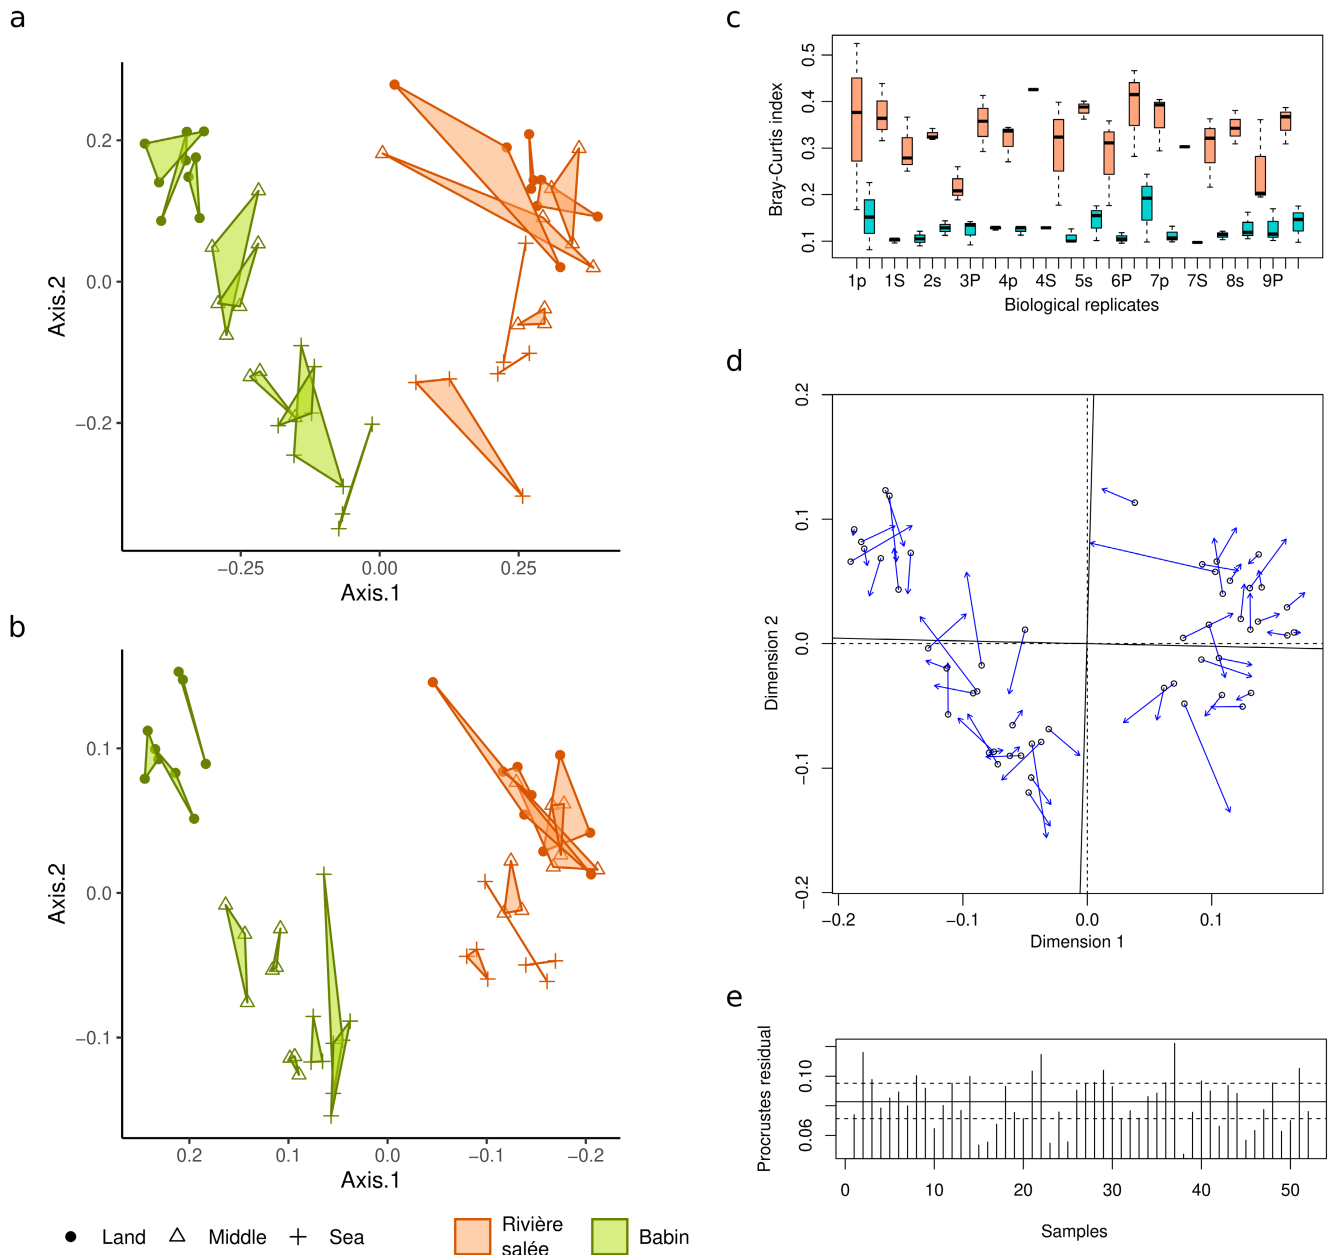 a
0.2
0.0
−0.2
Axis.2
−0.25
0.00
0.25
Axis.1
b
0.1
0.0
−0.1
Axis.2
0.2
0.1
0.0
−0.1
−0.2
Axis.1
Land
Middle
Sea
Rivière
salée
Babin
c
Bray-Curtis index
0.5
0.4
0.3
0.2
0.1
1p 1S 2s 3P 4p 4S 5s 6P 7p 7S 8s 9P
Biological replicates
d
Dimension 2
0.2
0.1
0.0
−0.1
−0.2
−0.2 −0.1 0.0 0.1
Dimension 1
e
Procrustes residual
0.10
0.06
0 10 20 30 40 50
Samples